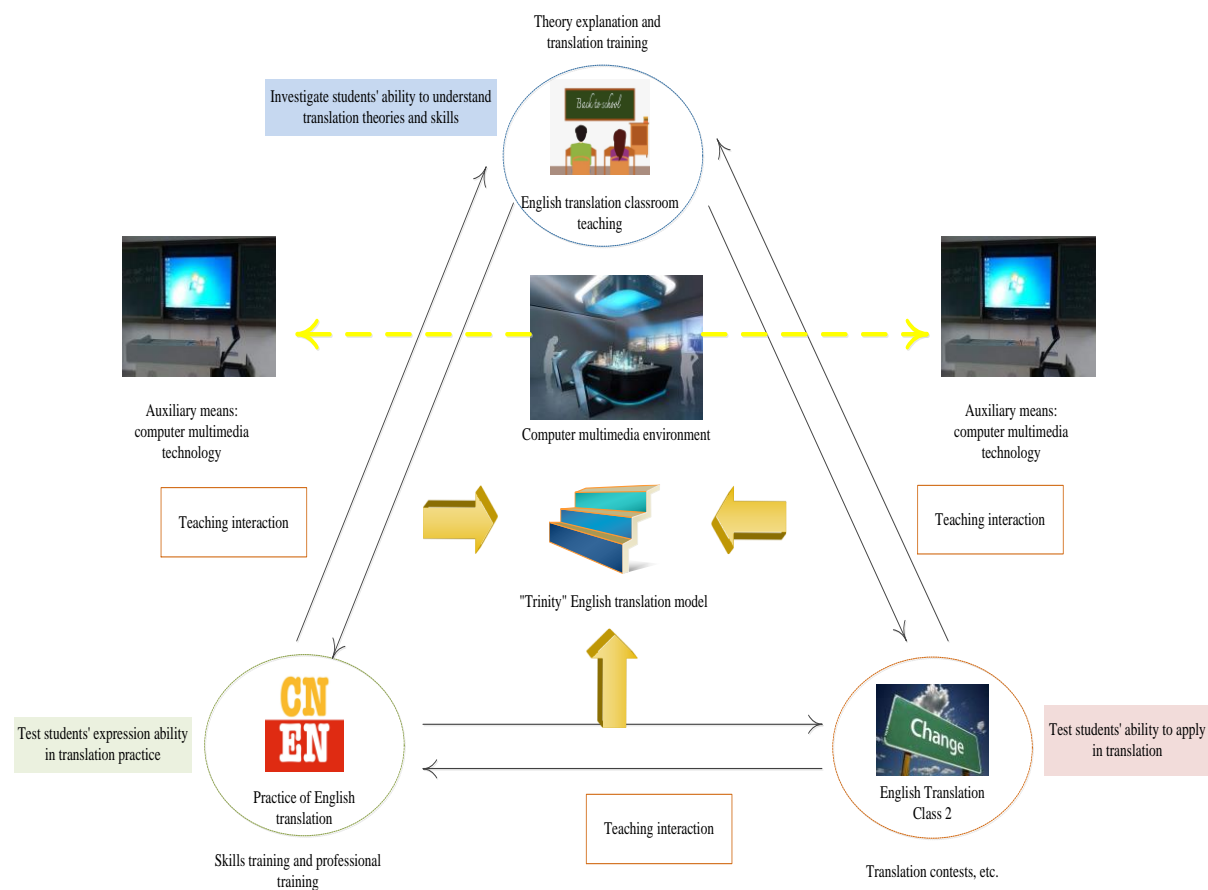 Theory explanation and
translation training
Investigate students' ability to understand
translation theories and skills
Back to school
English translation classroom
teaching
Auxiliary means:
computer multimedia
technology
Computer multimedia environment
Auxiliary means:
computer multimedia
technology
Teaching interaction
Teaching interaction
"Trinity" English translation model
CN
EN
Change
Test students' expression ability
in translation practice
Test students' ability to apply
in translation
Practice of English
translation
English Translation
Class 2
Teaching interaction
Skills training and professional
training
Translation contests, etc.